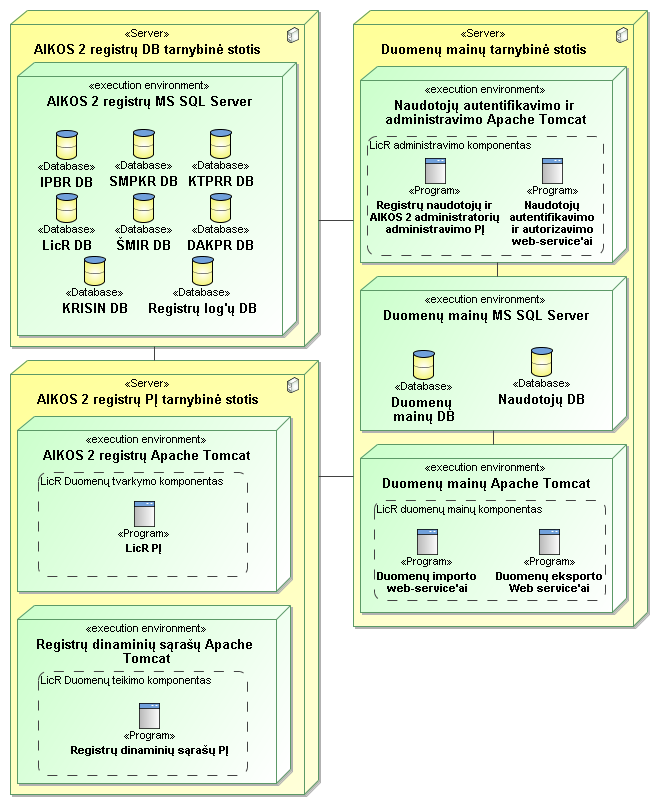 «Server»
AIKOS 2 registrų DB tarnybinė stotis
«execution environment»
AIKOS 2 registrų MS SQL Server
«Database»
IPBR DB
«Database»
SMPKR DB
«Database»
KTPRR DB
«Database»
LicR DB
«Database»
ŠMIR DB
«Database»
DAKPR DB
«Database»
KRISIN DB
«Database»
Registrų log'ų DB
«Server»
AIKOS 2 registrų PĮ tarnybinė stotis
«execution environment»
AIKOS 2 registrų Apache Tomcat
LicR Duomenų tvarkymo komponentas
«Program»
LicR PĮ
«execution environment»
Registrų dinaminių sąrašų Apache
Tomcat
LicR Duomenų teikimo komponentas
«Program»
Registrų dinaminių sąrašų PĮ
«Server»
Duomenų mainų tarnybinė stotis
«execution environment»
Naudotojų autentifikavimo ir
administravimo Apache Tomcat
LicR administravimo komponentas
«Program»
Registrų naudotojų ir
AIKOS 2 administratorių
administravimo PĮ
«Program»
Naudotojų
autentifikavimo
ir autorizavimo
web-service'ai
«execution environment»
Duomenų mainų MS SQL Server
«Database»
Duomenų
mainų DB
«Database»
Naudotojų DB
«execution environment»
Duomenų mainų Apache Tomcat
LicR duomenų mainų komponentas
«Program»
Duomenų importo
web-service'ai
«Program»
Duomenų eksporto
Web service'ai